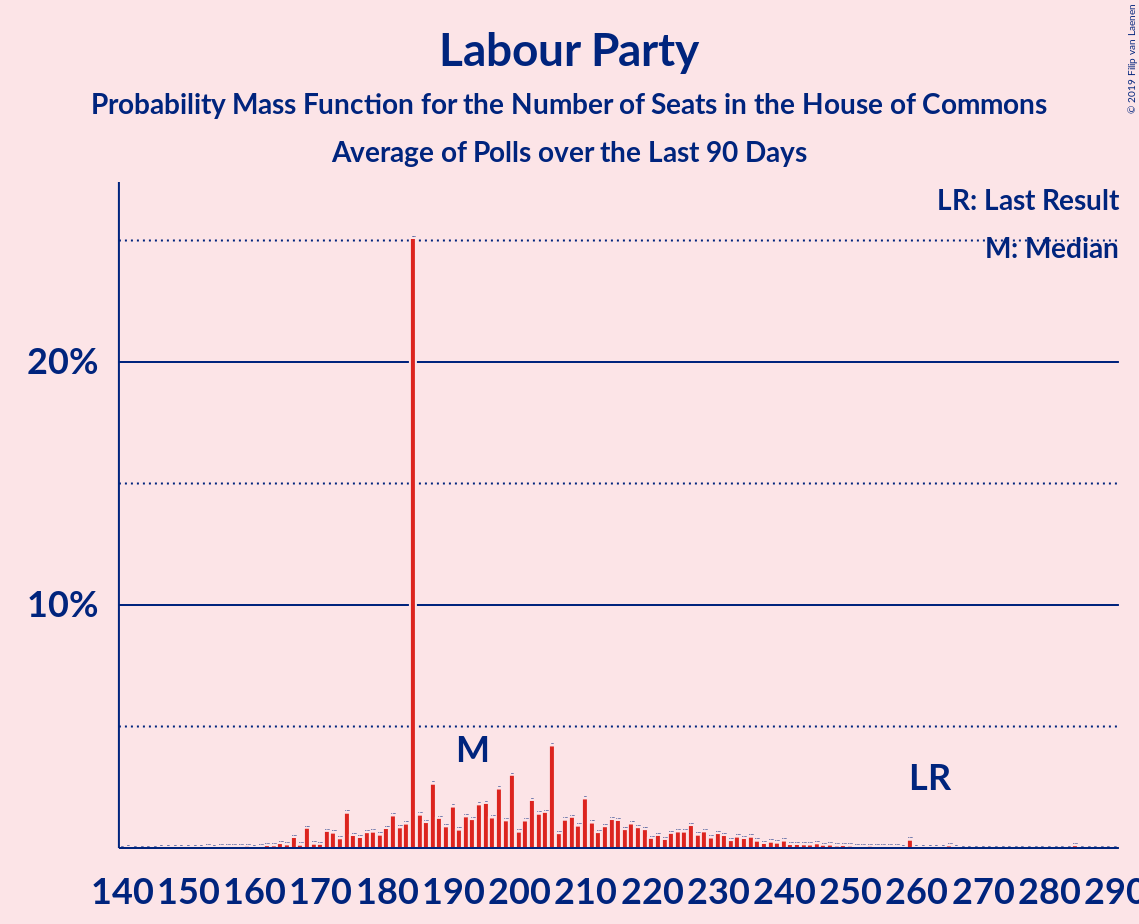 Labour Party
Probability Mass Function for the Number of Seats in the House of Commons
Average of Polls over the Last 90 Days
© 2019 Filip van Laenen
LR: Last Result
M: Median
20%
10%
M
LR
140 150 160 170 180 190 200 210 220 230 240 250 260 270 280 290